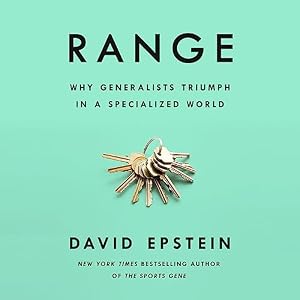 RANGE
WHY GENERALISTS TRIUMPH
IN A SPECIALIZED WORLD
DAVID EPSTEIN
NEW YORK TIMES BESTSELLING AUTHOR
OF THE SPORTS GENE